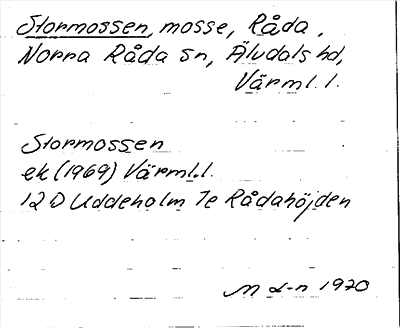 Stormossen, mosse, Råda,
Norra Råda sn, Älvdals hd,
Värml. l.
Stormossen
ek (1969) Värml.l.
12 D Uddeholm 7e Rådahöjden
M 1970